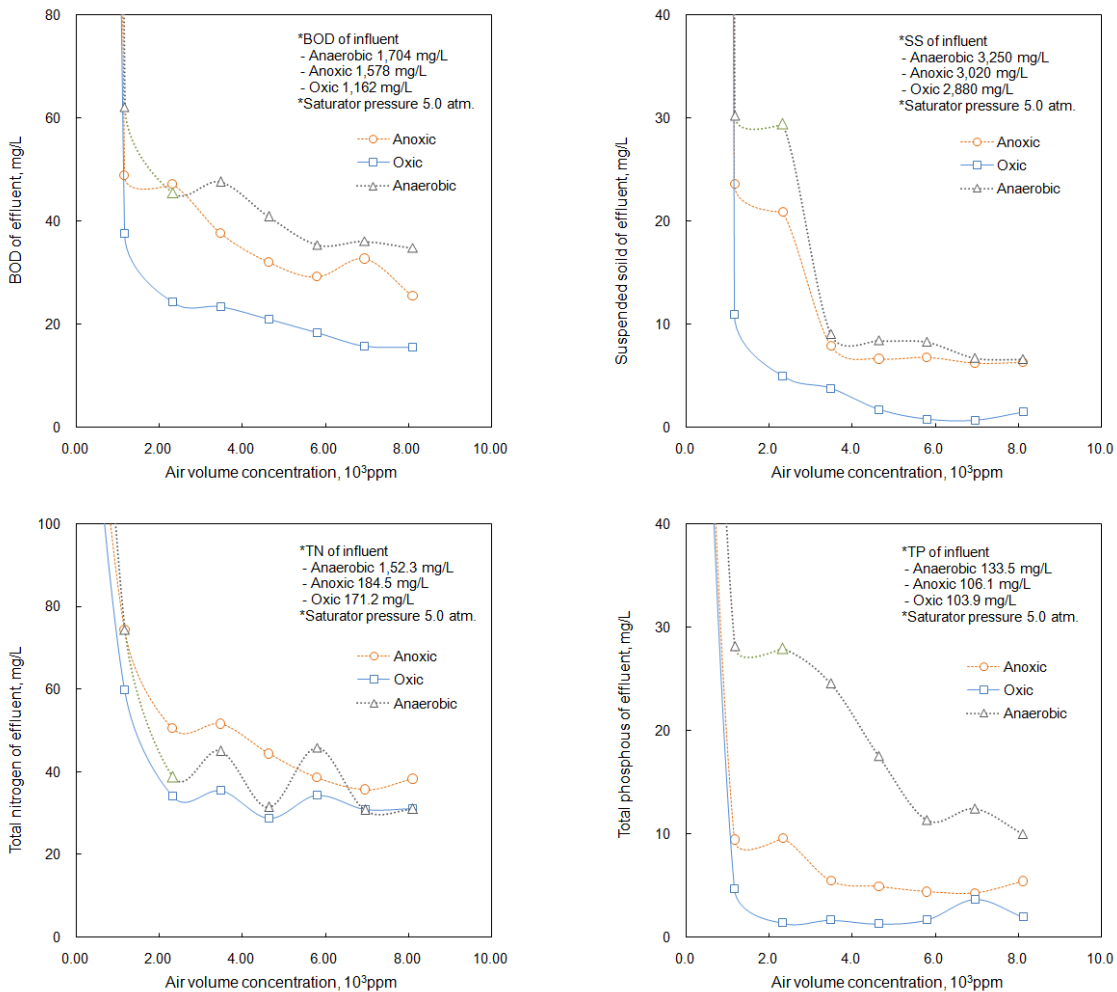 80
60
40
20
0
BOD of effluent, mg/L
*BOD of influent
- Anaerobic 1,704 mg/L
- Anoxic 1,578 mg/L
- Oxic 1,162 mg/L
*Saturator pressure 5.0 atm.
Anoxic
Oxic
Anaerobic
0.00 2.00 4.00 6.00 8.00 10.00
Air volume concentration, 10³ppm
40
30
20
10
0
Suspended soild of effluent, mg/L
*SS of influent
- Anaerobic 3,250 mg/L
- Anoxic 3,020 mg/L
- Oxic 2,880 mg/L
*Saturator pressure 5.0 atm.
Anoxic
Oxic
Anaerobic
0.0 2.0 4.0 6.0 8.0 10.0
Air volume concentration, 10³ppm
100
80
60
40
20
0
Total nitrogen of effluent, mg/L
*TN of influent
- Anaerobic 1,52.3 mg/L
- Anoxic 184.5 mg/L
- Oxic 171.2 mg/L
*Saturator pressure 5.0 atm.
Anoxic
Oxic
Anaerobic
0.00 2.00 4.00 6.00 8.00 10.00
Air volume concentration, 10³ppm
40
30
20
10
0
Total phosphous of effluent, mg/L
*TP of influent
- Anaerobic 133.5 mg/L
- Anoxic 106.1 mg/L
- Oxic 103.9 mg/L
*Saturator pressure 5.0 atm.
Anoxic
Oxic
Anaerobic
0.0 2.0 4.0 6.0 8.0 10.0
Air volume concentration, 10³ppm